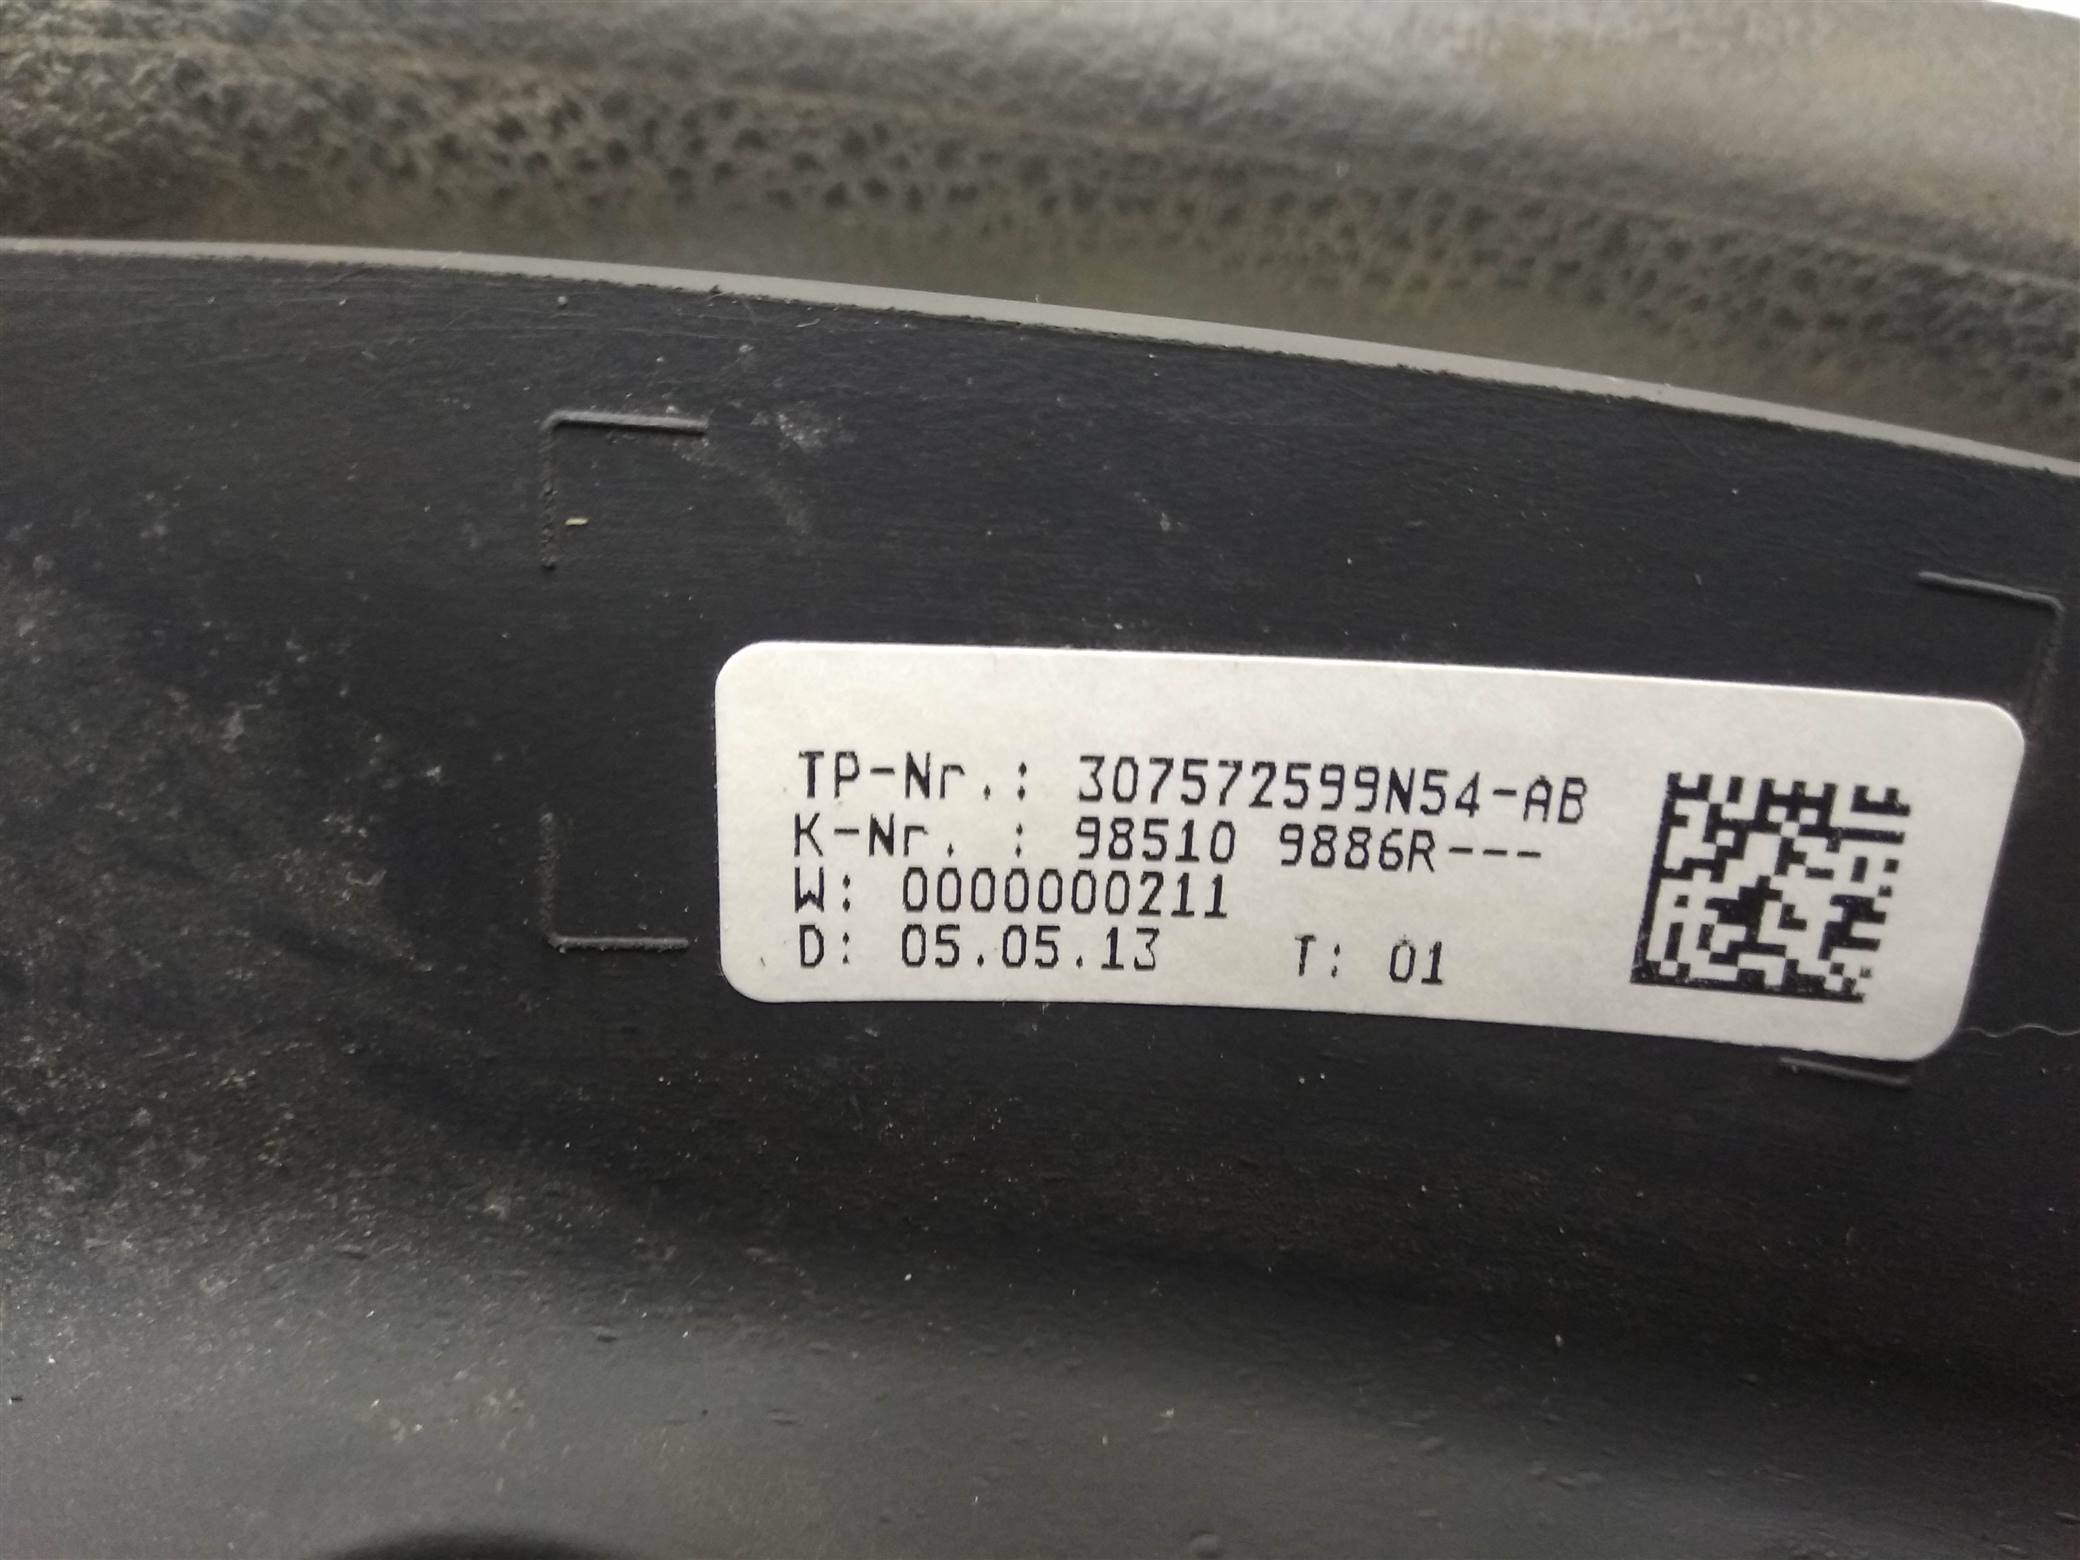 TP-Nr.: 307572599N54-AB
K-Nr. : 98510 9886R---
W: 0000000211
D: 05.05.13 T: 01